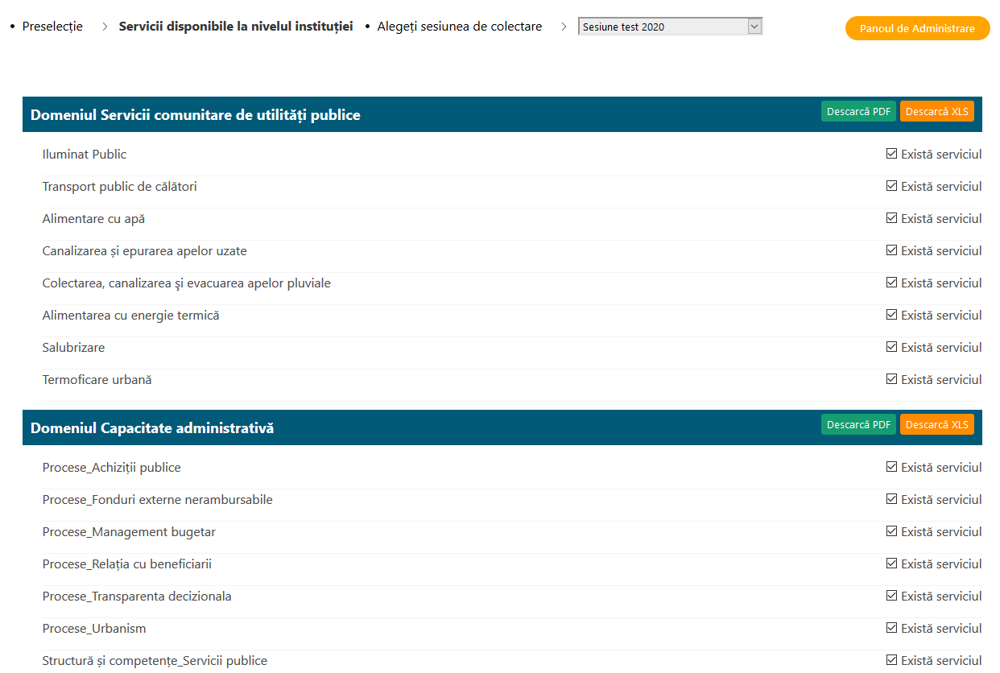 • Preselecție > Servicii disponibile la nivelul instituției • Alegeți sesiunea de colectare > Sesiune test 2020 Panoul de Administrare
Domeniul Servicii comunitare de utilități publice Descarcă PDF Descarcă XLS
Iluminat Public Există serviciul
Transport public de călători Există serviciul
Alimentare cu apă Există serviciul
Canalizarea și epurarea apelor uzate Există serviciul
Colectarea, canalizarea şi evacuarea apelor pluviale Există serviciul
Alimentarea cu energie termică Există serviciul
Salubrizare Există serviciul
Termoficare urbană Există serviciul
Domeniul Capacitate administrativă Descarcă PDF Descarcă XLS
Procese_Achiziții publice Există serviciul
Procese_Fonduri externe nerambursabile Există serviciul
Procese_Management bugetar Există serviciul
Procese_Relația cu beneficiarii Există serviciul
Procese_Transparenta decizionala Există serviciul
Procese_Urbanism Există serviciul
Structură și competențe_Servicii publice Există serviciul